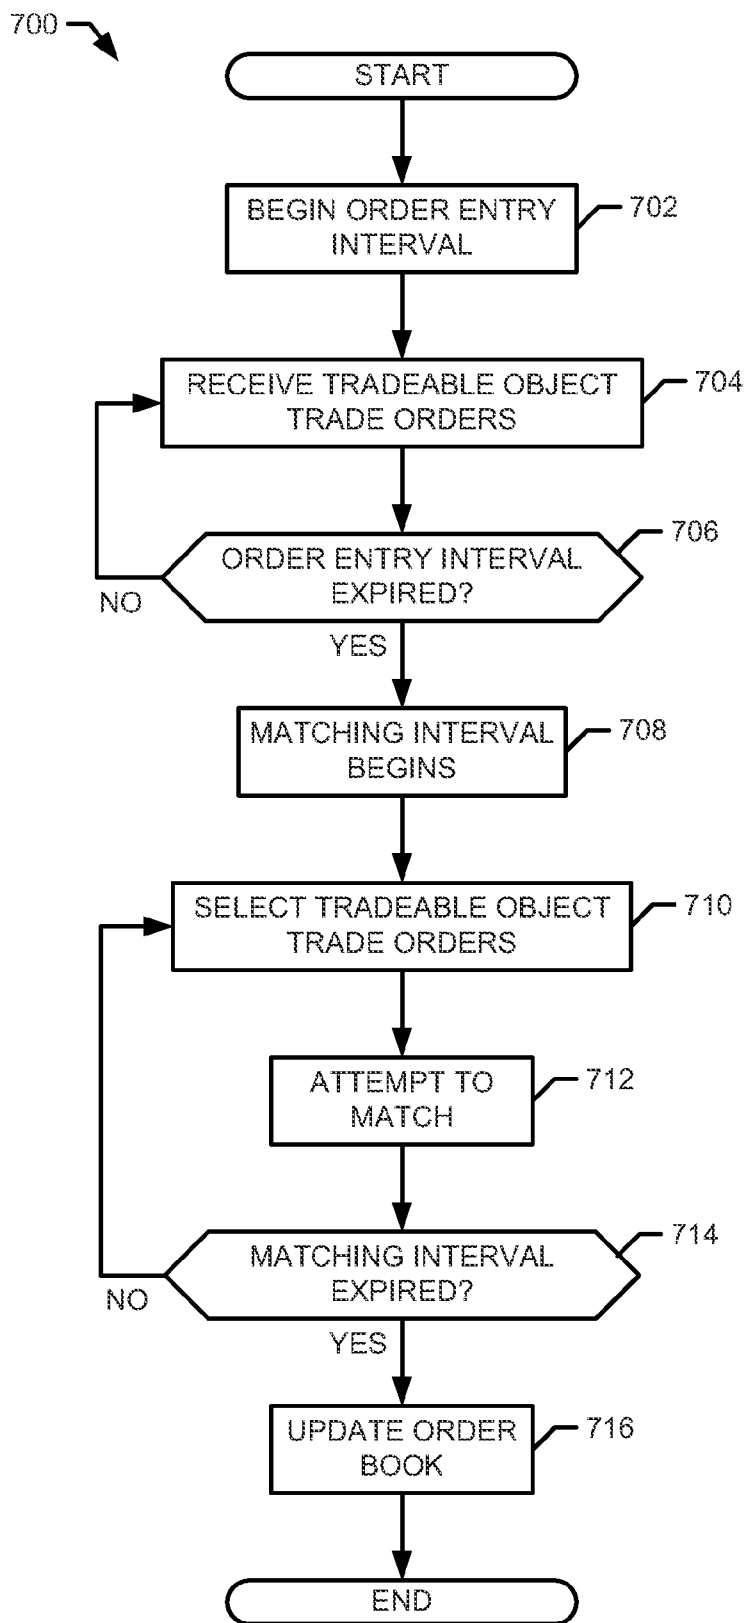 700
START
BEGIN ORDER ENTRY
INTERVAL
702
RECEIVE TRADEABLE OBJECT
TRADE ORDERS
704
ORDER ENTRY INTERVAL
EXPIRED?
706
NO
YES
MATCHING INTERVAL
BEGINS
708
SELECT TRADEABLE OBJECT
TRADE ORDERS
710
ATTEMPT TO
MATCH
712
MATCHING INTERVAL
EXPIRED?
714
NO
YES
UPDATE ORDER
BOOK
716
END